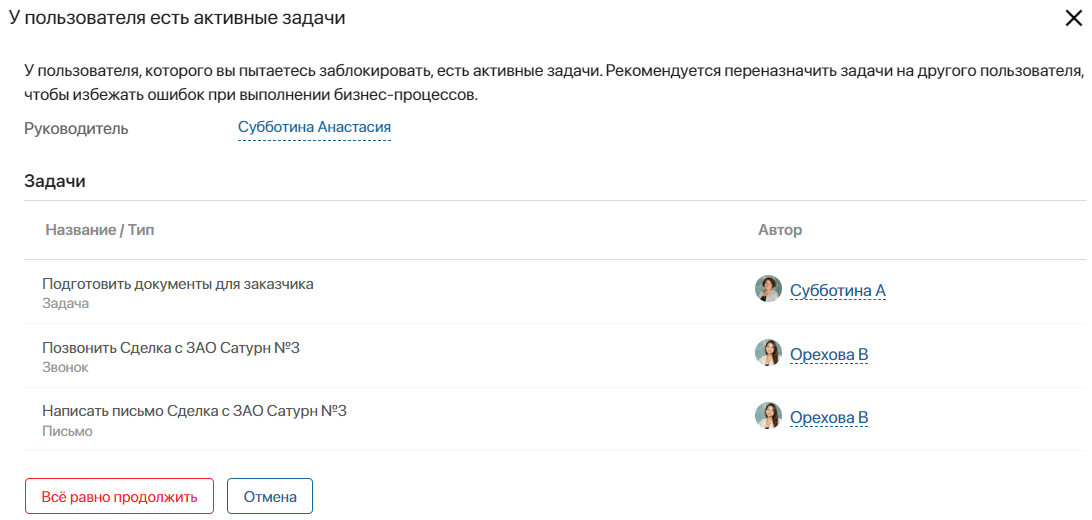 У пользователя есть активные задачи
У пользователя, которого вы пытаетесь заблокировать, есть активные задачи. Рекомендуется переназначить задачи на другого пользователя,
чтобы избежать ошибок при выполнении бизнес-процессов.
Руководитель Субботина Анастасия
Задачи
Название / Тип Автор
Подготовить документы для заказчика Субботина А
Задача
Позвонить Сделка с ЗАО Сатурн №3 Орехова В
Звонок
Написать письмо Сделка с ЗАО Сатурн №3 Орехова В
Письмо
Всё равно продолжить Отмена